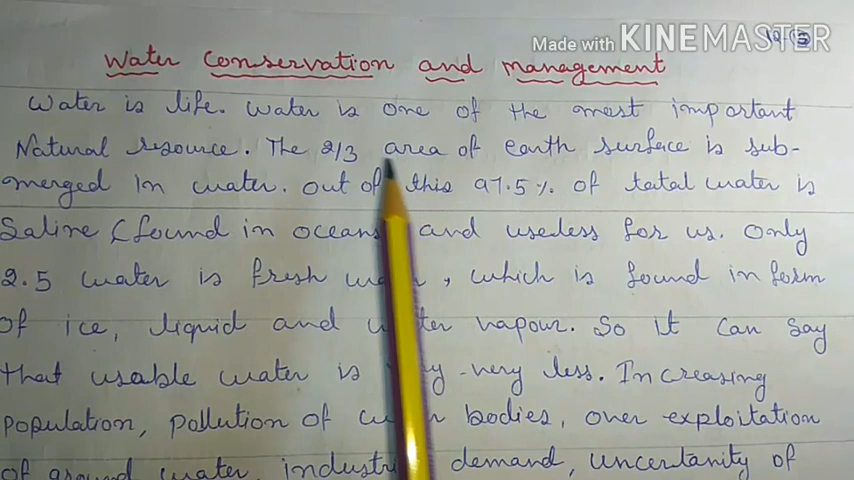 Made with KINEMASTER
Water Conservation and management
Water is life. Water is one of the most important
Natural resource. The 2/3 area of earth surface is sub-
merged in water. Out of this 97.5% of tatal water is
Saline (found in oceans and useless for us. Only
2.5 water is fresh , which is found in form
of ice, liquid and vapour. So it can say
that usable water is -very less. Increasing
population, pollution of bodies, over exploitation
of ground water, demand, uncertanity of